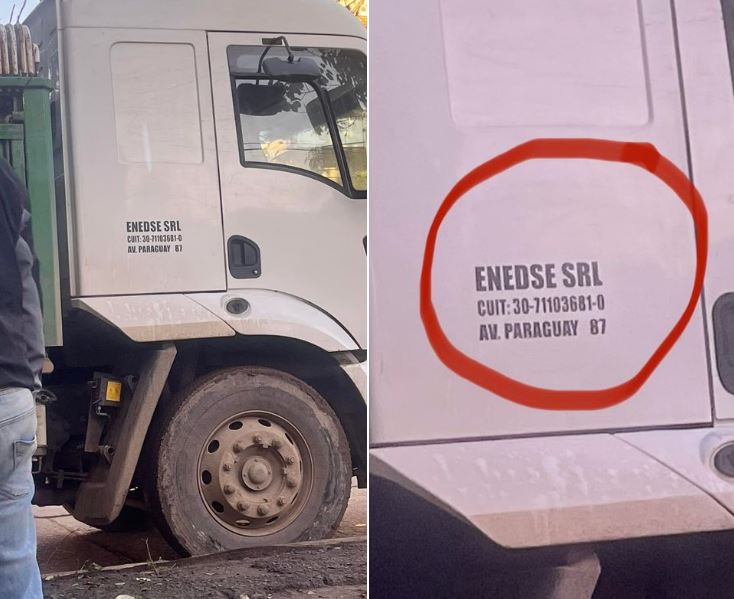 ENEDSE SRL
CUIT: 30-71103681-0
AV. PARAGUAY 87
ENEDSE SRL
CUIT: 30-71103681-0
AV. PARAGUAY 87